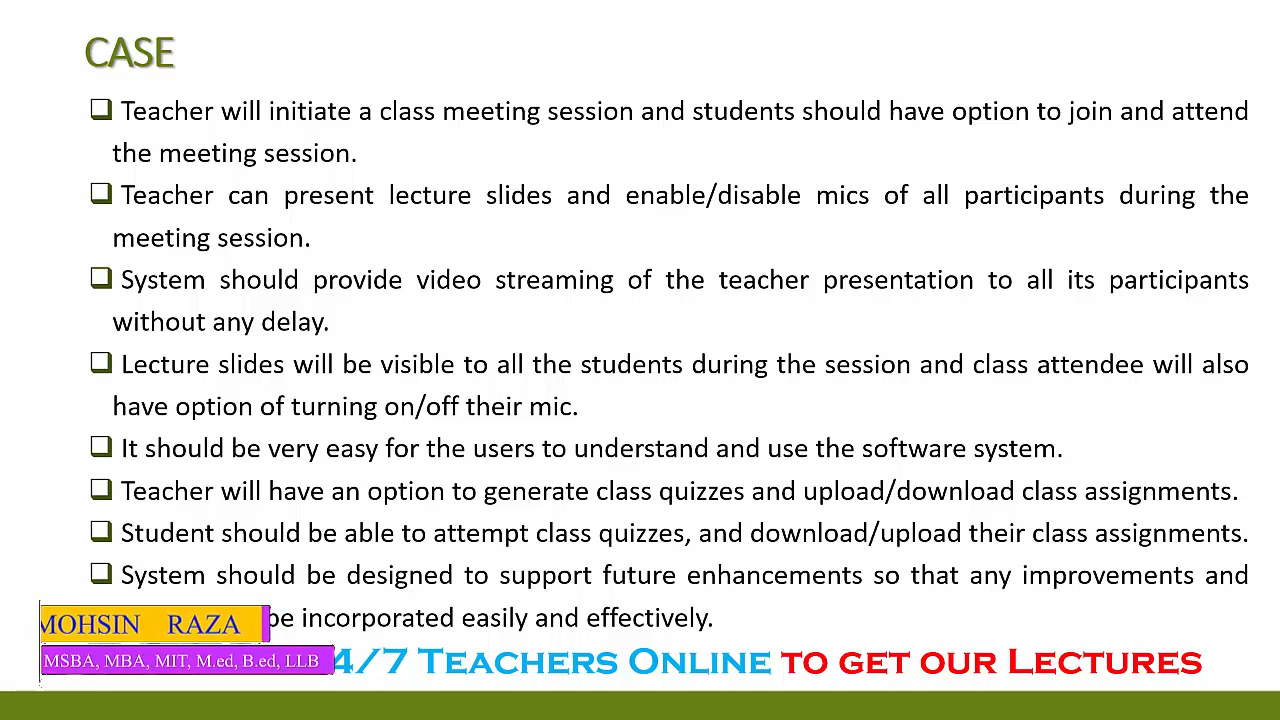 CASE
Teacher will initiate a class meeting session and students should have option to join and attend
the meeting session.
Teacher can present lecture slides and enable/disable mics of all participants during the
meeting session.
System should provide video streaming of the teacher presentation to all its participants
without any delay.
Lecture slides will be visible to all the students during the session and class attendee will also
have option of turning on/off their mic.
It should be very easy for the users to understand and use the software system.
Teacher will have an option to generate class quizzes and upload/download class assignments.
Student should be able to attempt class quizzes, and download/upload their class assignments.
System should be designed to support future enhancements so that any improvements and
be incorporated easily and effectively.
MOHSIN RAZA
MSBA, MBA, MIT, M.ed, B.ed, LLB
4/7 Teachers Online to get our Lectures